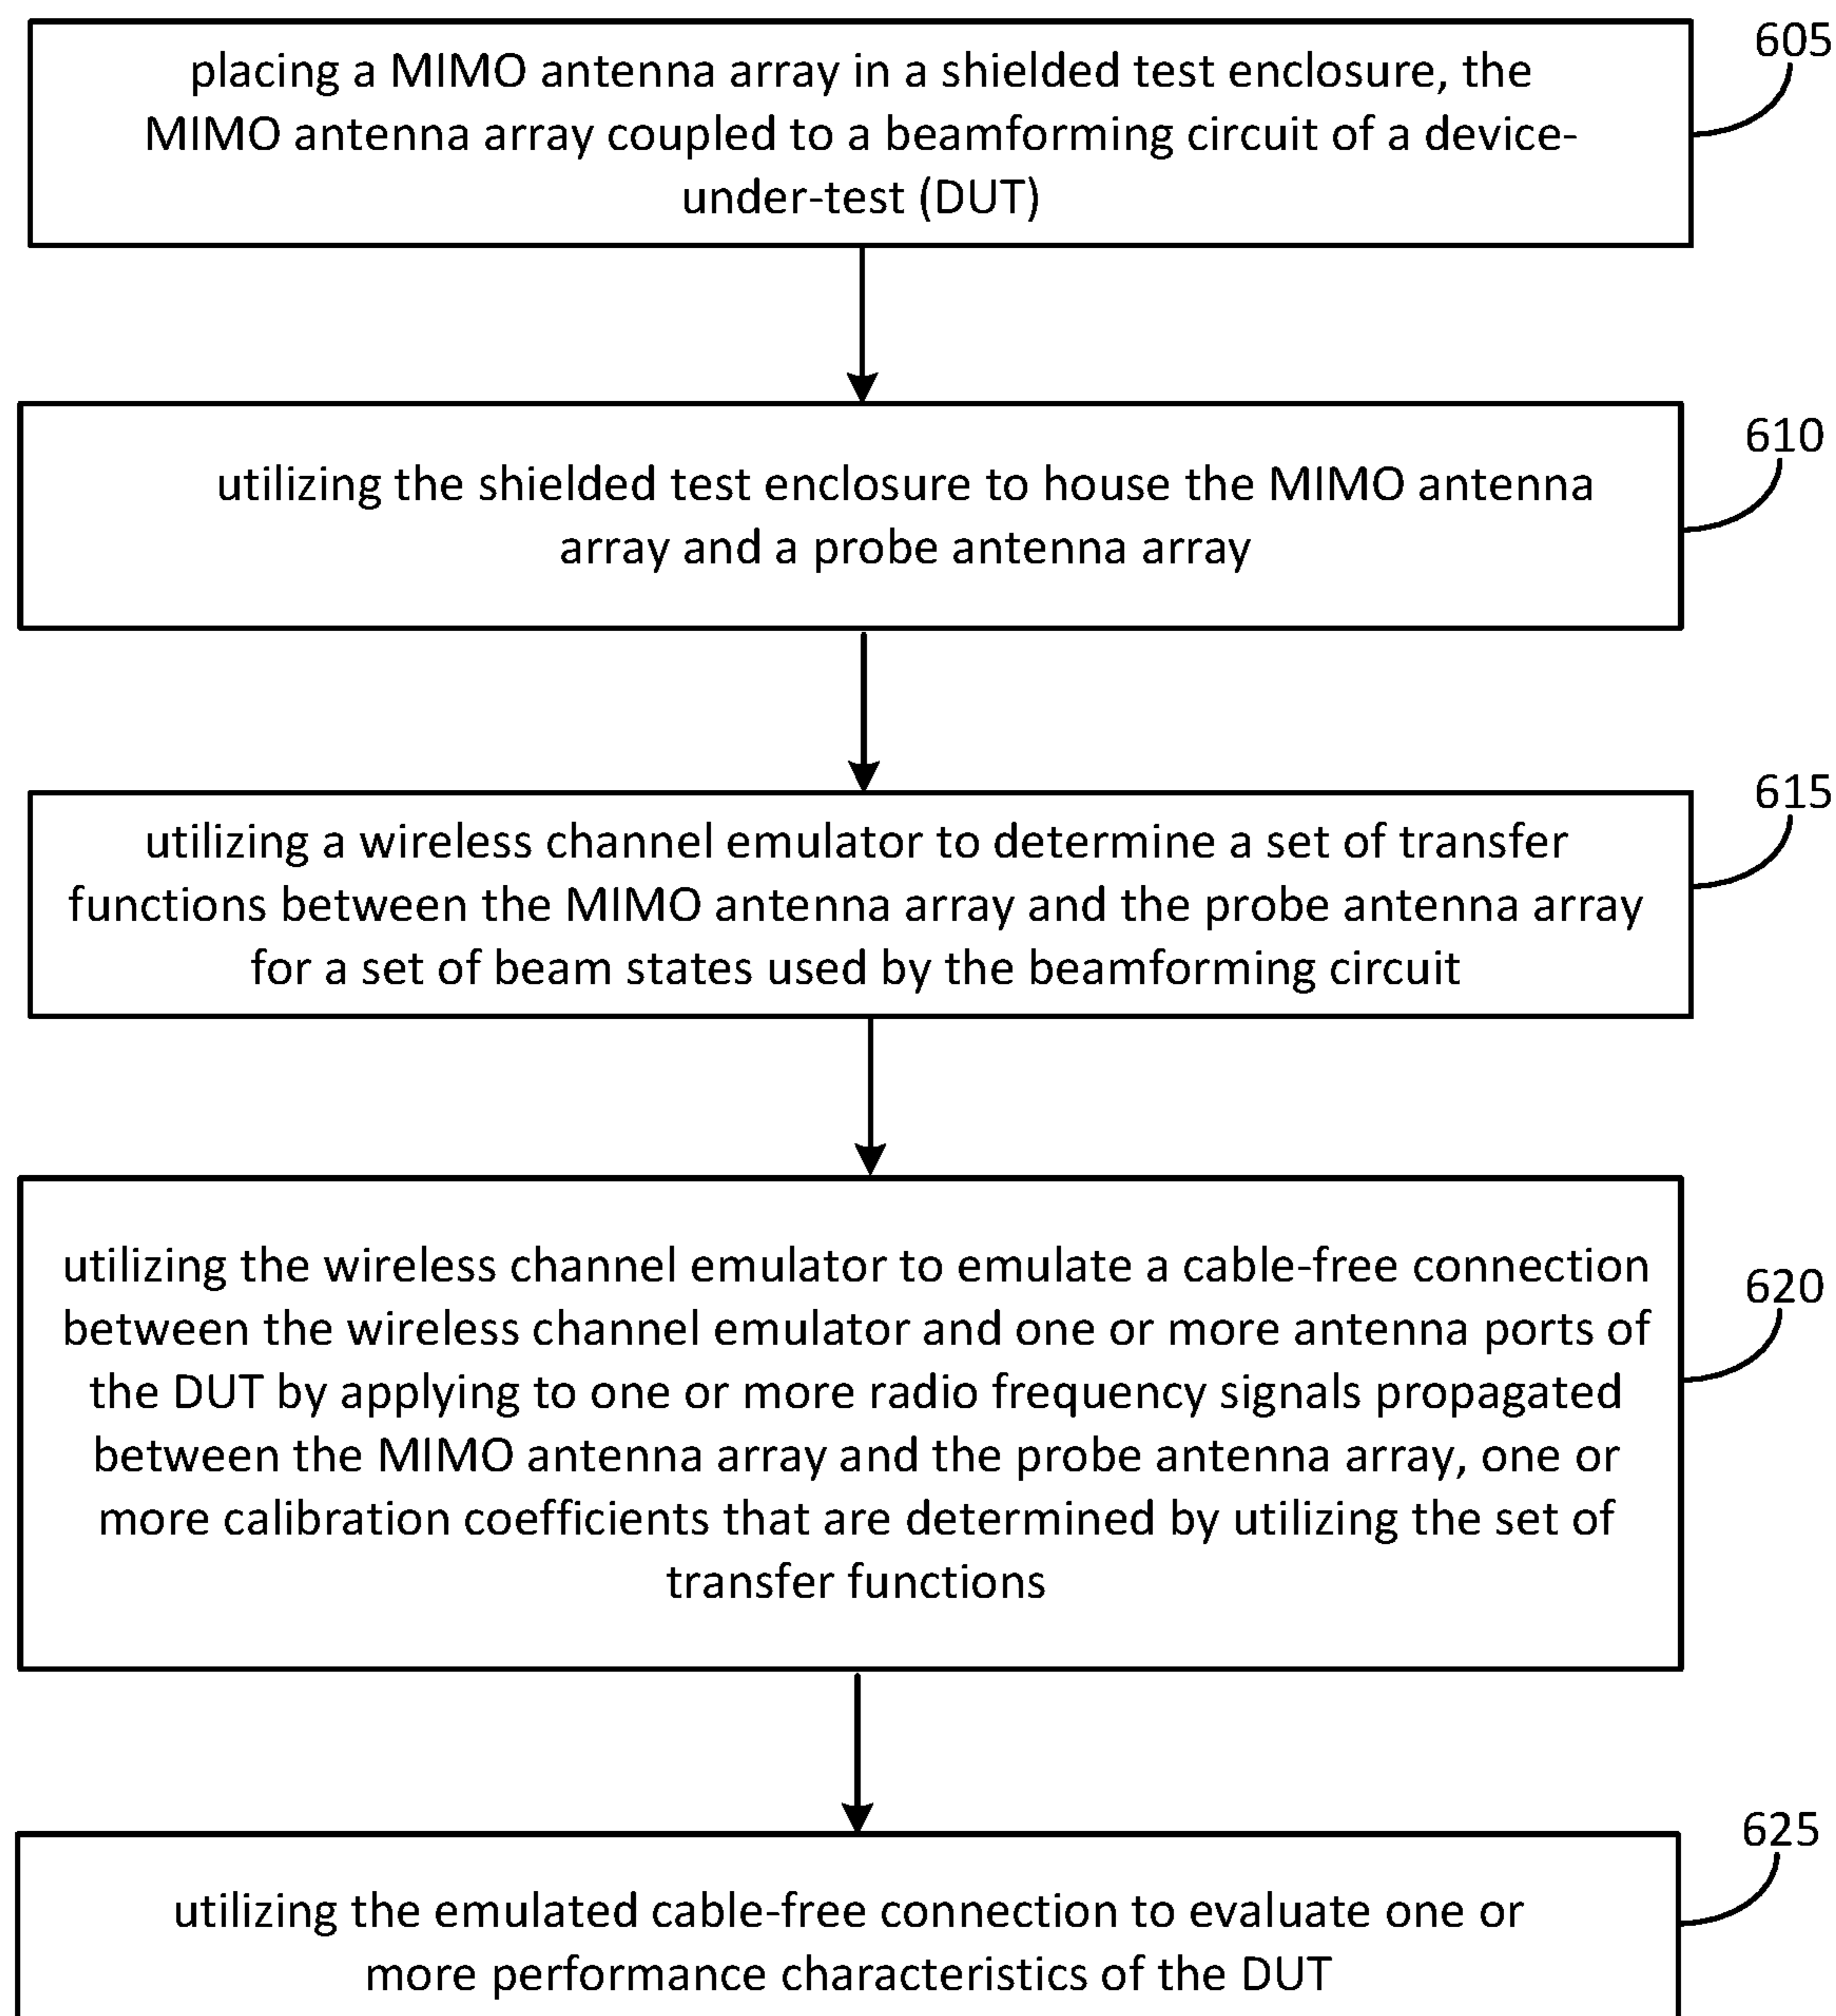 placing a MIMO antenna array in a shielded test enclosure, the
MIMO antenna array coupled to a beamforming circuit of a device-
under-test (DUT)
605
utilizing the shielded test enclosure to house the MIMO antenna
array and a probe antenna array
610
utilizing a wireless channel emulator to determine a set of transfer
functions between the MIMO antenna array and the probe antenna array
for a set of beam states used by the beamforming circuit
615
utilizing the wireless channel emulator to emulate a cable-free connection
between the wireless channel emulator and one or more antenna ports of
the DUT by applying to one or more radio frequency signals propagated
between the MIMO antenna array and the probe antenna array, one or
more calibration coefficients that are determined by utilizing the set of
transfer functions
620
utilizing the emulated cable-free connection to evaluate one or
more performance characteristics of the DUT
625